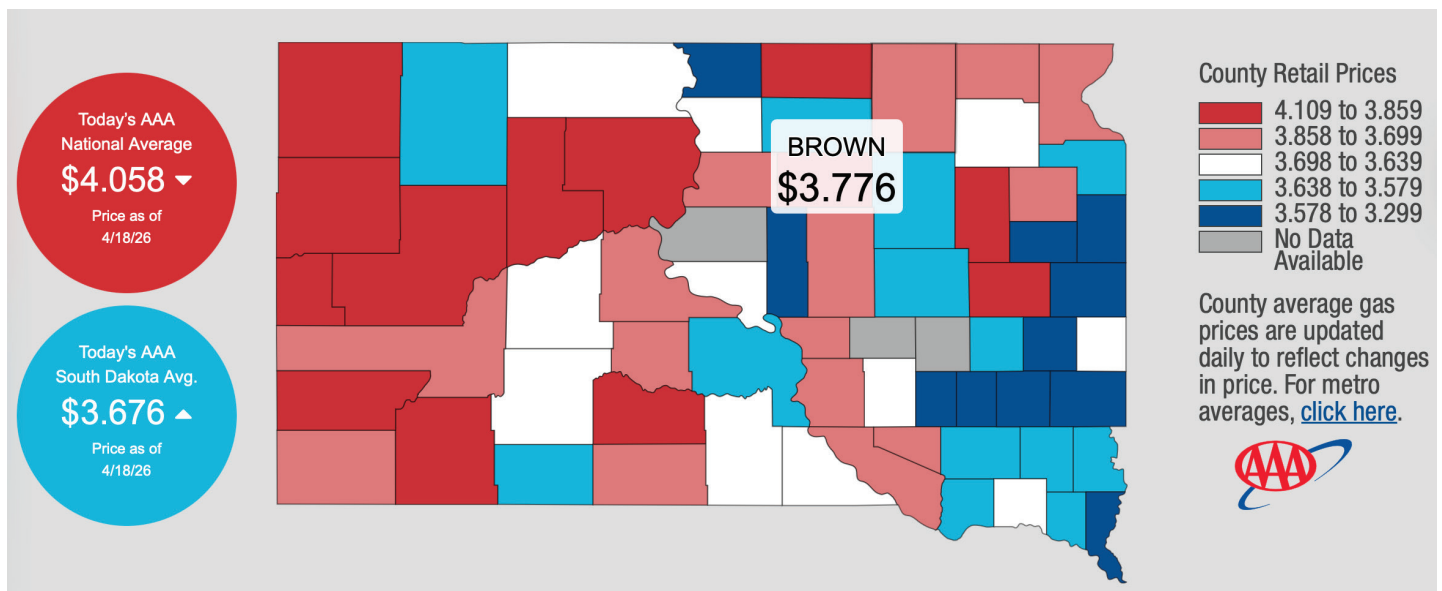 Today's AAA
National Average
$4.058
Price as of
4/18/26
Today's AAA
South Dakota Avg.
$3.676
Price as of
4/18/26
BROWN
$3.776
County Retail Prices
4.109 to 3.859
3.858 to 3.699
3.698 to 3.639
3.638 to 3.579
3.578 to 3.299
No Data
Available
County average gas
prices are updated
daily to reflect changes
in price. For metro
averages, click here.
AAA